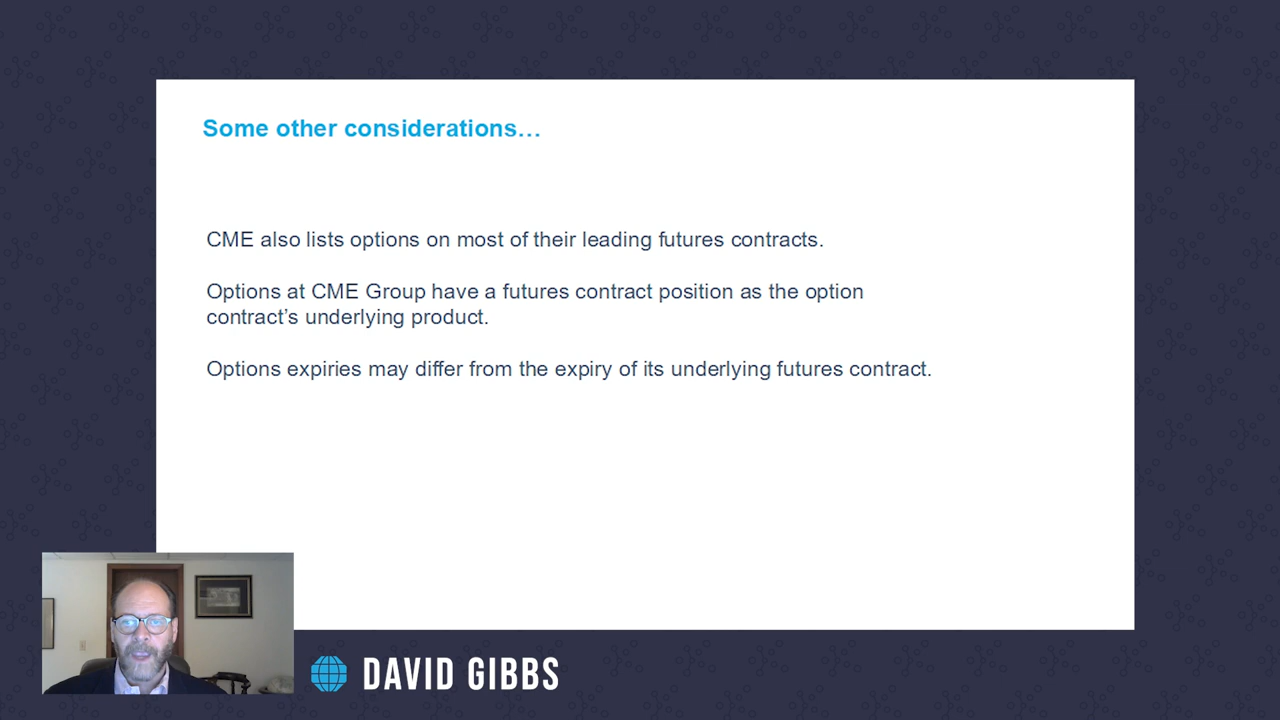 Some other considerations…
CME also lists options on most of their leading futures contracts.
Options at CME Group have a futures contract position as the option
contract’s underlying product.
Options expiries may differ from the expiry of its underlying futures contract.
DAVID GIBBS